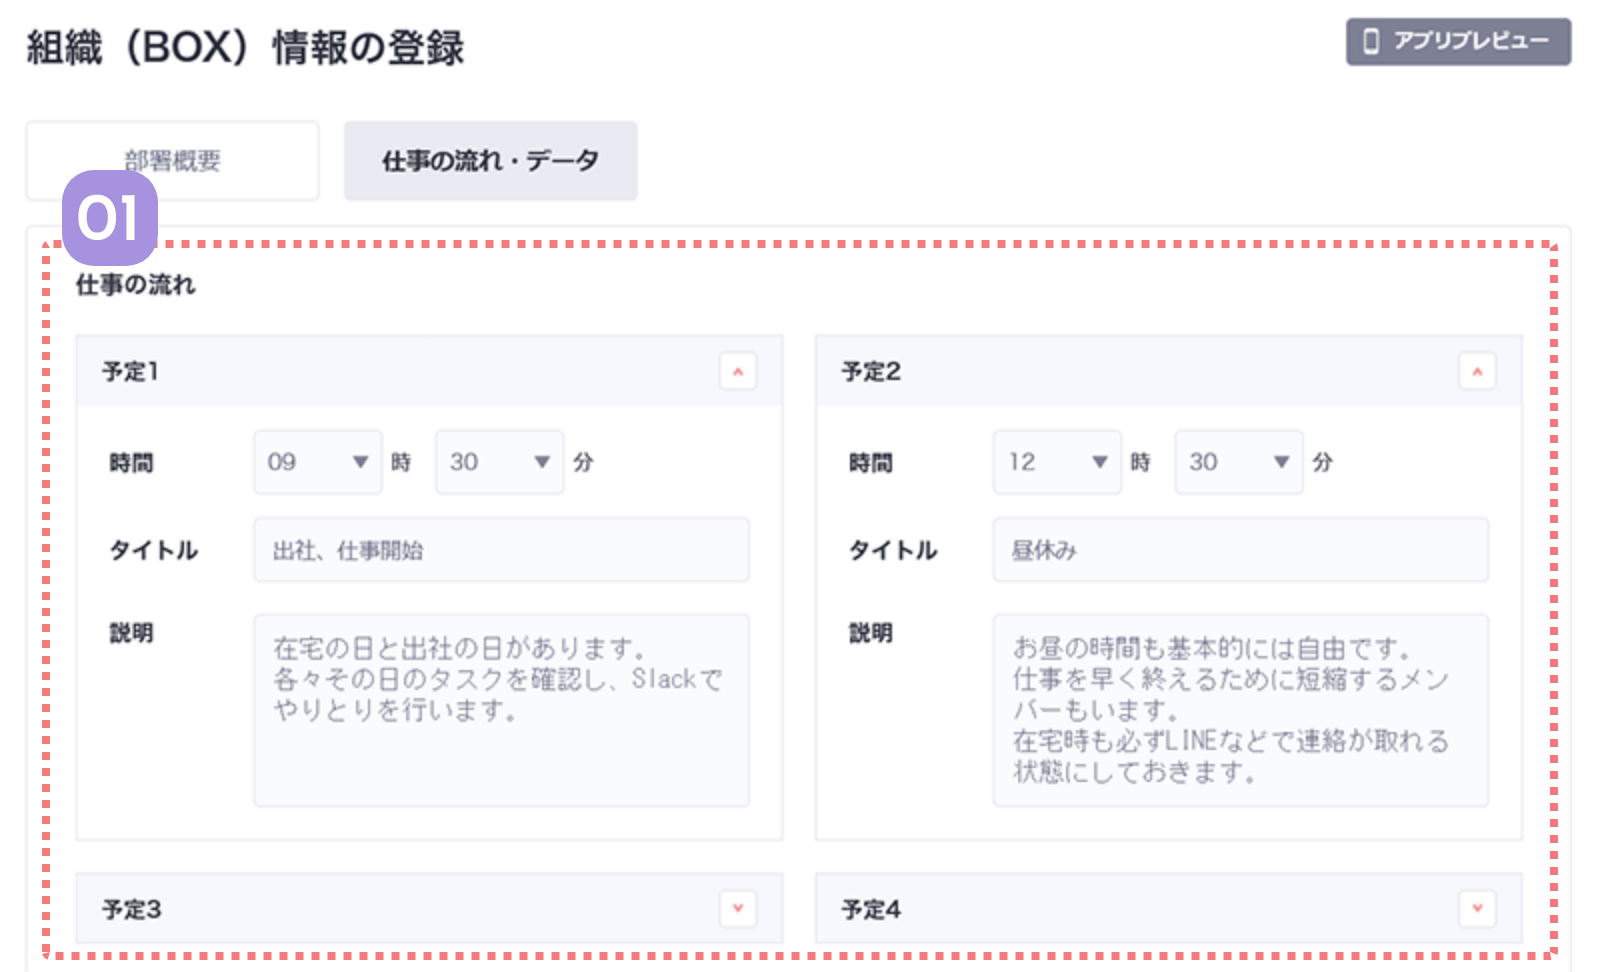 組織（BOX）情報の登録
アプリプレビュー
部署概要
仕事の流れ・データ
01
仕事の流れ
予定1
時間
09
時
30
分
タイトル
出社、仕事開始
説明
在宅の日と出社の日があります。
各々その日のタスクを確認し、Slackで
やりとりを行います。
予定2
時間
12
時
30
分
タイトル
昼休み
説明
お昼の時間も基本的には自由です。
仕事を早く終えるために短縮するメン
バーもいます。
在宅時も必ずLINEなどで連絡が取れる
状態にしておきます。
予定3
予定4